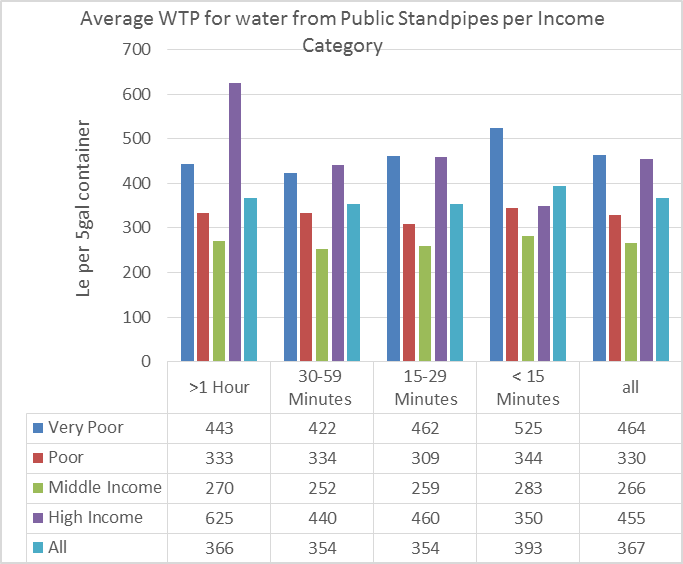 Average WTP for water from Public Standpipes per Income
Category
700
600
500
400
300
200
100
0
Le per 5gal container
>1 Hour 30-59 Minutes 15-29 Minutes < 15 Minutes all
Very Poor 443 422 462 525 464
Poor 333 334 309 344 330
Middle Income 270 252 259 283 266
High Income 625 440 460 350 455
All 366 354 354 393 367